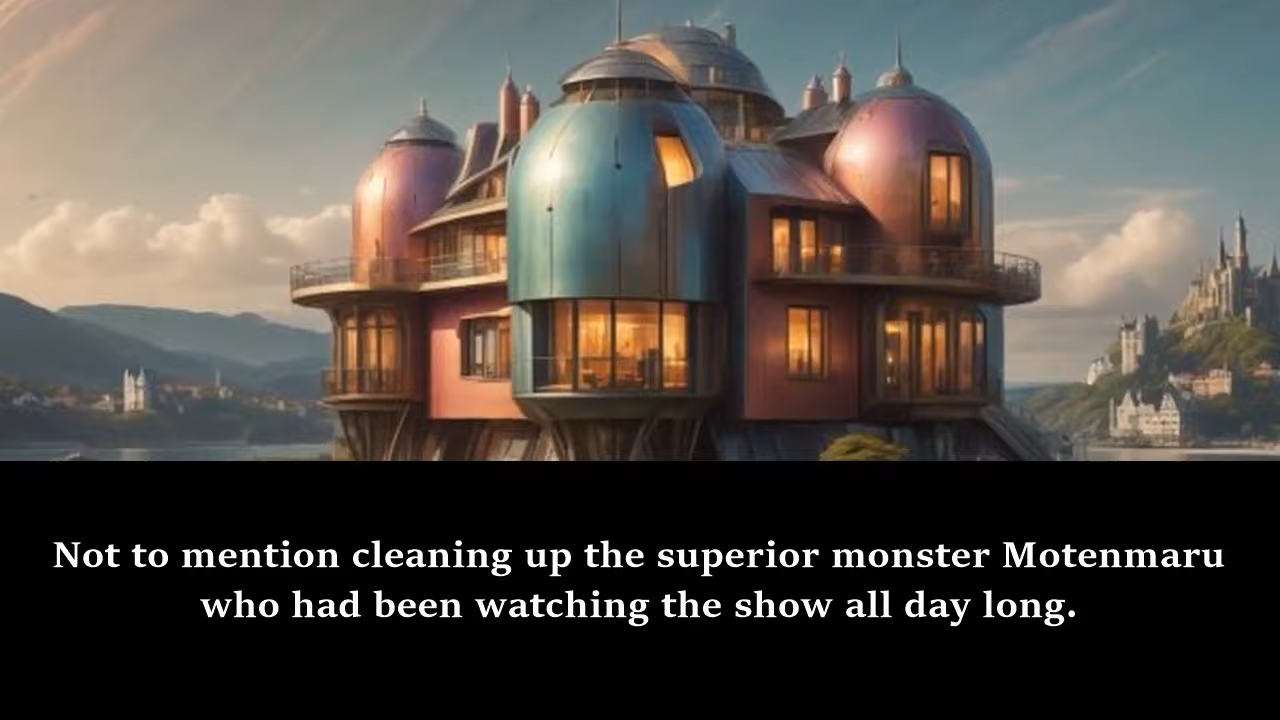 Not to mention cleaning up the superior monster Motenmaru
who had been watching the show all day long.